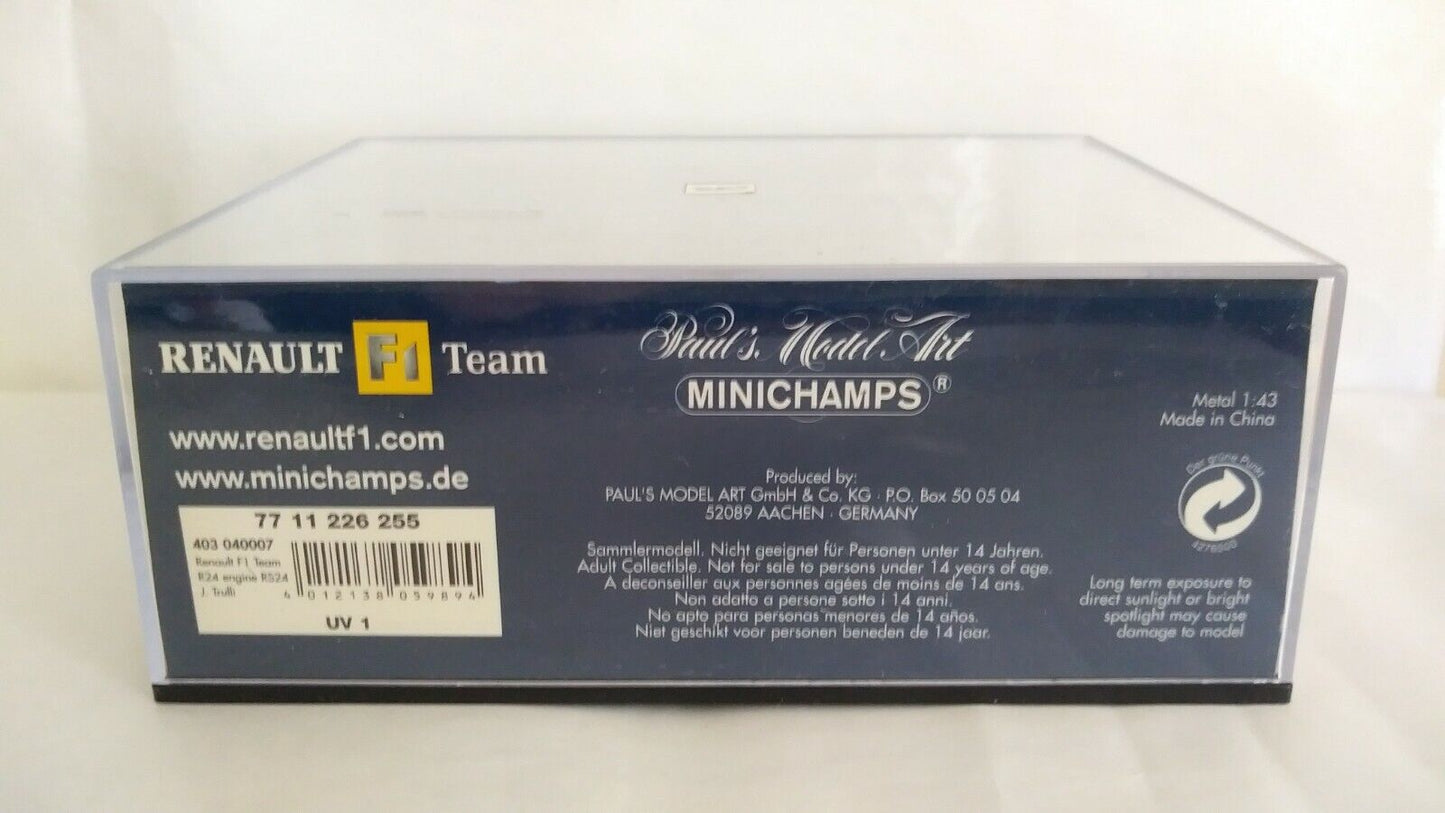 RENAULT F1 Team
www.renaultf1.com
www.minichamps.de
77 11 226 255
403 040007
Renault F1 Team
R24 engine RS24
J. Trulli
4 012138 059894
UV 1
Paul's Model Art
MINICHAMPS®
Produced by:
PAUL'S MODEL ART GmbH & Co. KG · P.O. Box 50 05 04
52089 AACHEN · GERMANY
Sammlermodell. Nicht geeignet für Personen unter 14 Jahren.
Adult Collectible. Not for sale to persons under 14 years of age.
A deconseiller aux personnes agées de moins de 14 ans.
Non adatto a persone sotto i 14 anni.
No apto para personas menores de 14 años.
Niet geschikt voor personen beneden de 14 jaar.
Metal 1:43
Made in China
Der grüne Punkt
Long term exposure to
direct sunlight or bright
spotlight may cause
damage to model